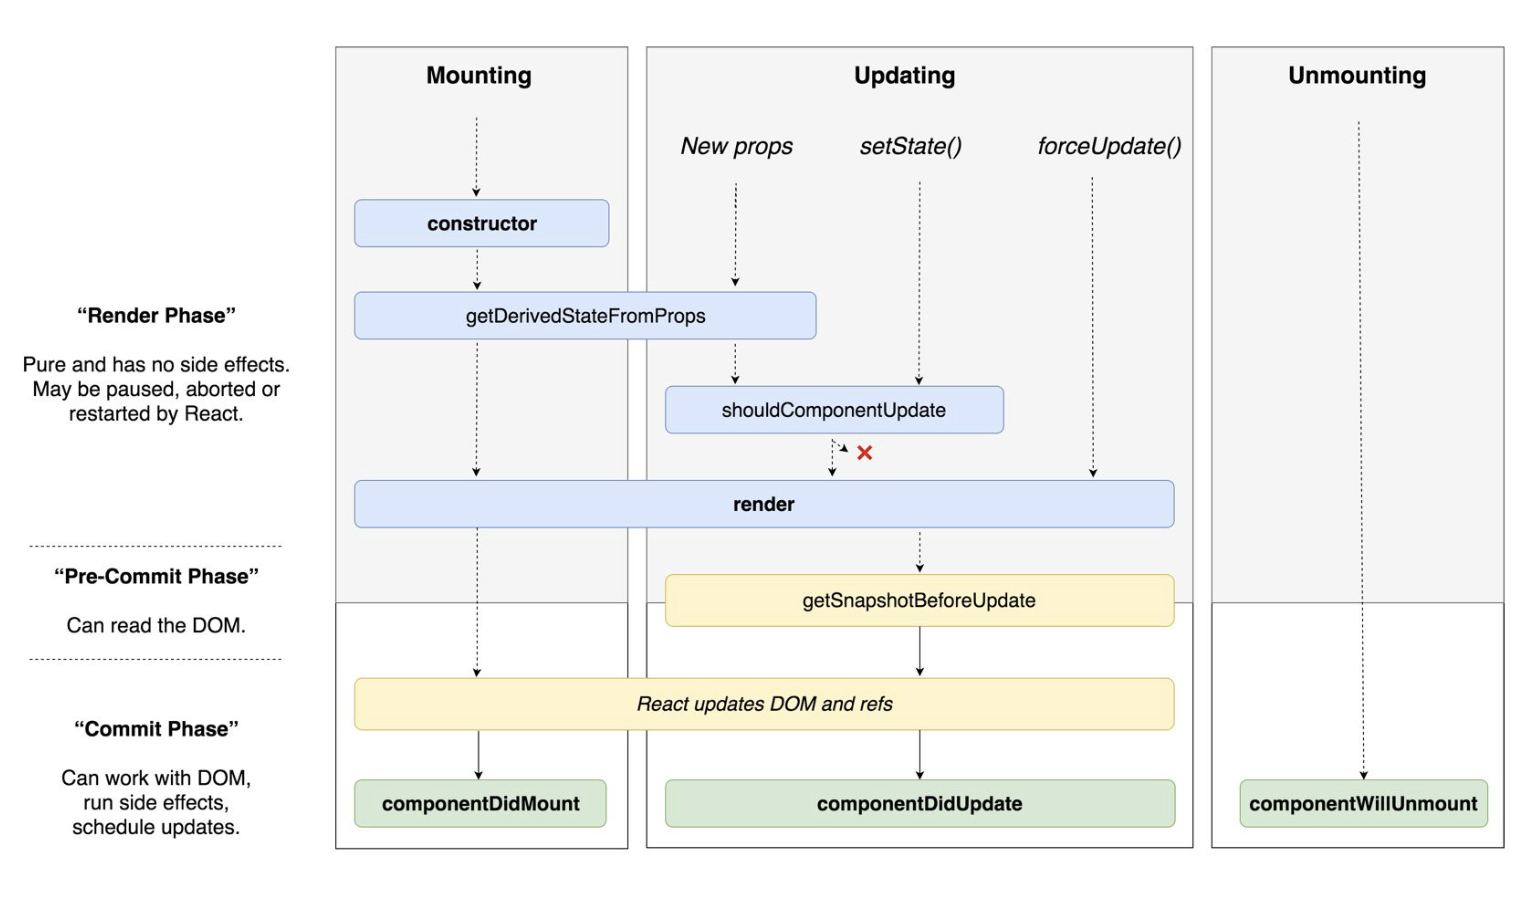 Mounting
Updating
Unmounting
New props
setState()
forceUpdate()
constructor
“Render Phase”
Pure and has no side effects.
May be paused, aborted or
restarted by React.
getDerivedStateFromProps
shouldComponentUpdate
render
“Pre-Commit Phase”
Can read the DOM.
getSnapshotBeforeUpdate
React updates DOM and refs
“Commit Phase”
Can work with DOM,
run side effects,
schedule updates.
componentDidMount
componentDidUpdate
componentWillUnmount